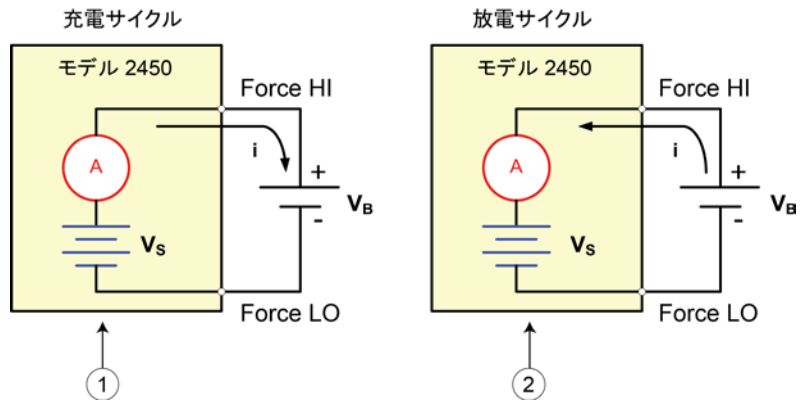 充電サイクル
モデル 2450
Force HI
A
i
+
-
VB
VS
Force LO
1
放電サイクル
モデル 2450
Force HI
A
i
+
-
VB
VS
Force LO
2